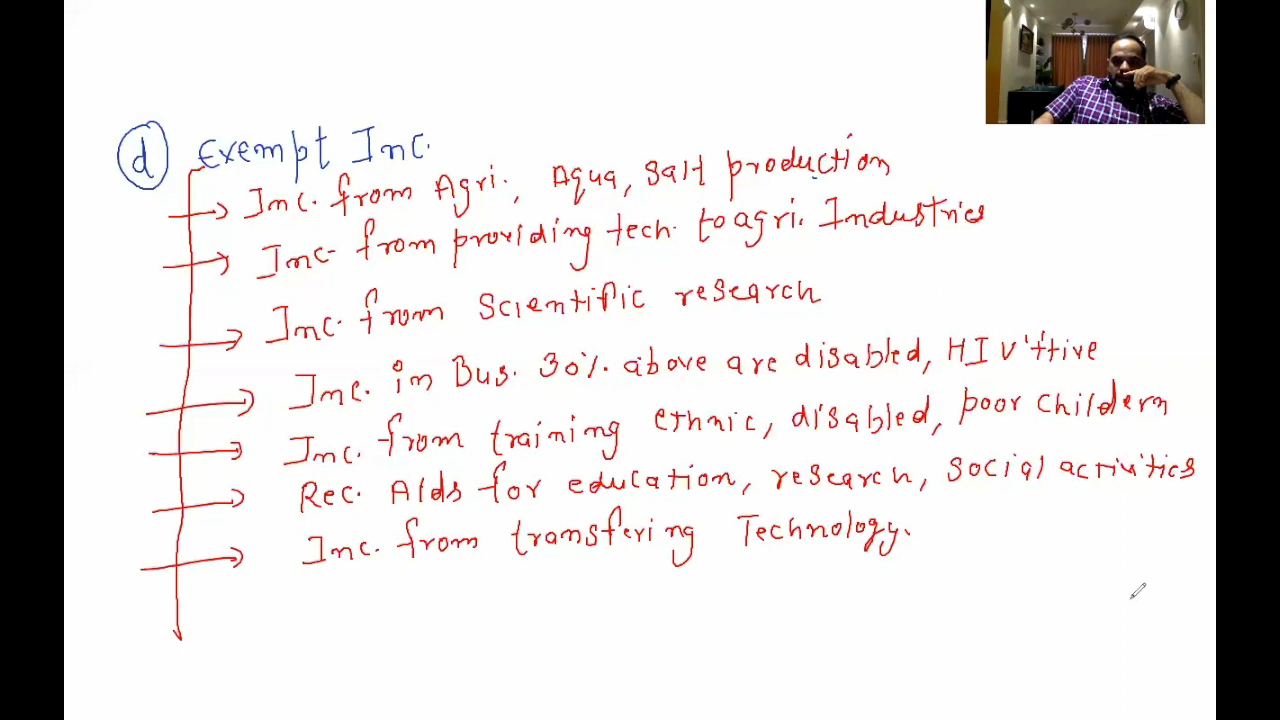 d Exempt Inc.
Inc. from Agri., Aqua, Salt production
Inc. from providing tech. to agri. Industries
Inc. from Scientific research
Inc. in Bus. 30% above are disabled, HIV 'ttive
Inc. from training ethnic, disabled, poor childern
Rec. Aids for education, research, social activities
Inc. from transfering Technology.